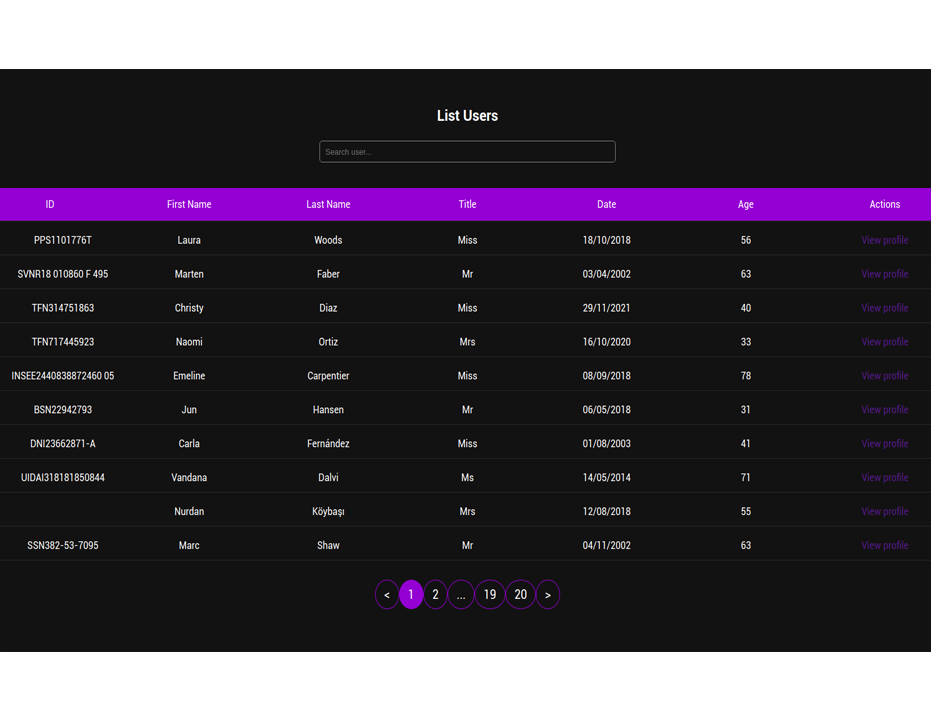 List Users
Search user...
ID First Name Last Name Title Date Age Actions
PPS1101776T Laura Woods Miss 18/10/2018 56 View profile
SVNR18 010860 F 495 Marten Faber Mr 03/04/2002 63 View profile
TFN314751863 Christy Diaz Miss 29/11/2021 40 View profile
TFN717445923 Naomi Ortiz Mrs 16/10/2020 33 View profile
INSEE2440838872460 05 Emeline Carpentier Miss 08/09/2018 78 View profile
BSN22942793 Jun Hansen Mr 06/05/2018 31 View profile
DNI23662871-A Carla Fernández Miss 01/08/2003 41 View profile
UIDAI318181850844 Vandana Dalvi Ms 14/05/2014 71 View profile
Nurdan Köybaşı Mrs 12/08/2018 55 View profile
SSN382-53-7095 Marc Shaw Mr 04/11/2002 63 View profile
< 1 2 ... 19 20 >